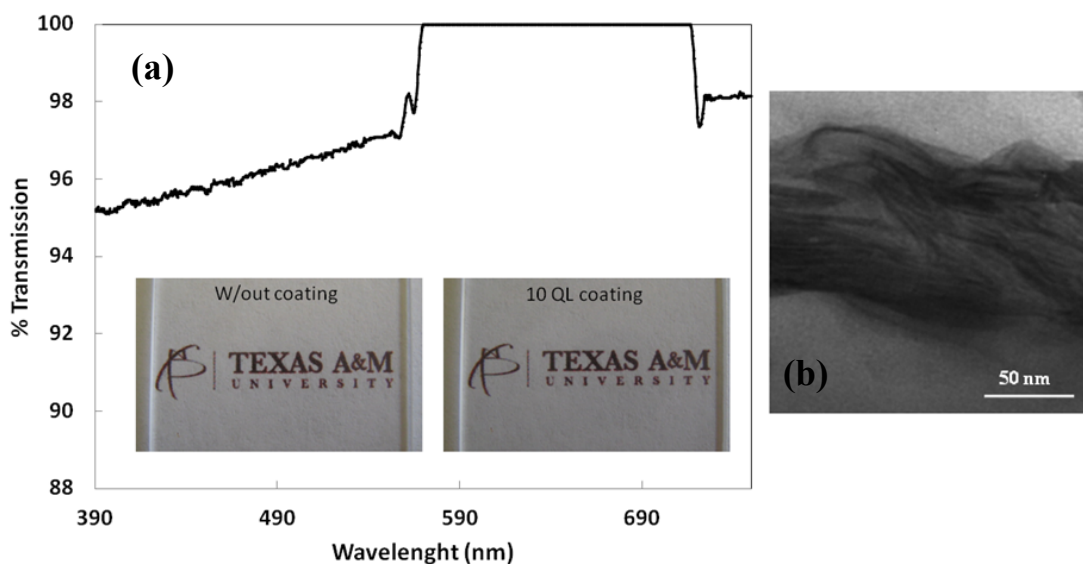 100
(a)
98
96
94
92
90
88
% Transmission
W/out coating
TEXAS A&M
UNIVERSITY
10 QL coating
TEXAS A&M
UNIVERSITY
390
490
590
690
Wavelenght (nm)
(b)
50 nm